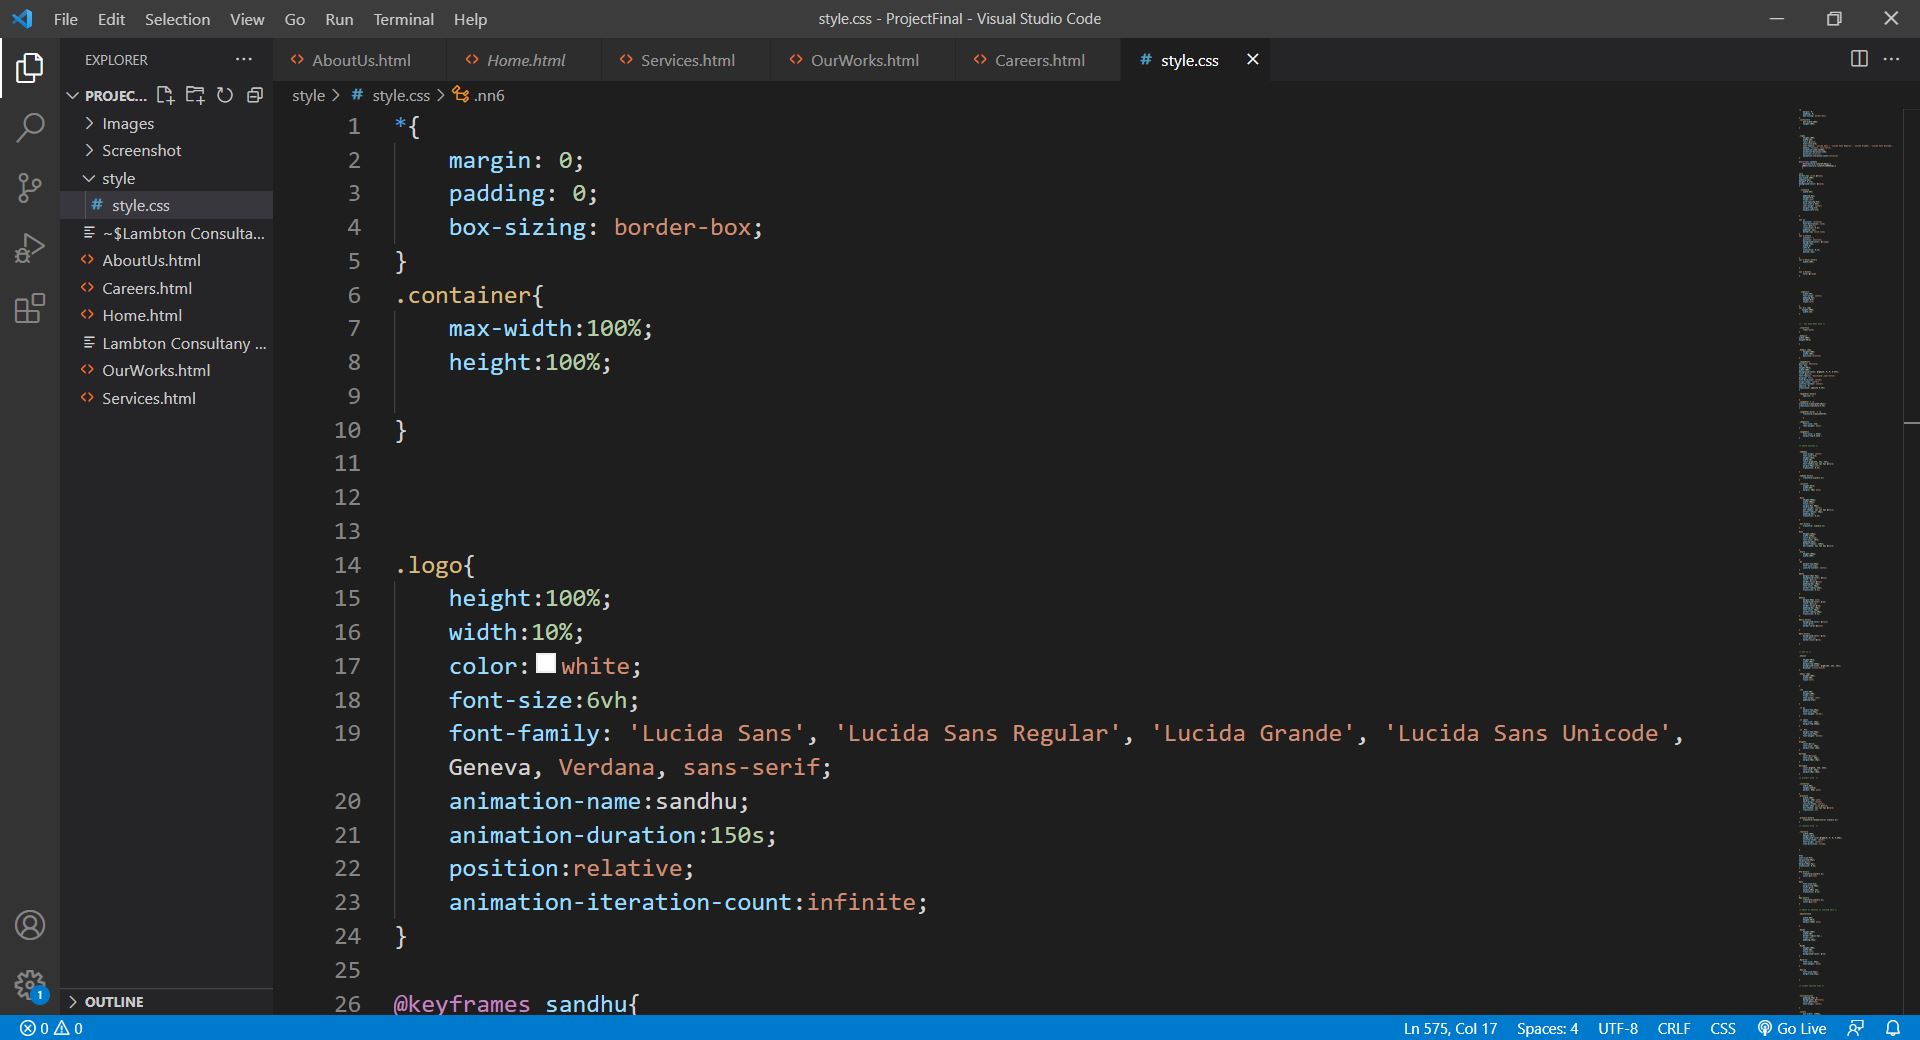 File Edit Selection View Go Run Terminal Help
style.css - ProjectFinal - Visual Studio Code
EXPLORER
AboutUs.html
Home.html
Services.html
OurWorks.html
Careers.html
# style.css
PROJEC...
style > # style.css > .nn6
Images
Screenshot
style
# style.css
~$Lambton Consulta...
AboutUs.html
Careers.html
Home.html
Lambton Consultany ...
OurWorks.html
Services.html
1 *{
2 margin: 0;
3 padding: 0;
4 box-sizing: border-box;
5 }
6 .container{
7 max-width:100%;
8 height:100%;
9
10 }
11
12
13
14 .logo{
15 height:100%;
16 width:10%;
17 color: white;
18 font-size:6vh;
19 font-family: 'Lucida Sans', 'Lucida Sans Regular', 'Lucida Grande', 'Lucida Sans Unicode',
Geneva, Verdana, sans-serif;
20 animation-name:sandhu;
21 animation-duration:150s;
22 position:relative;
23 animation-iteration-count:infinite;
24 }
25
26 @keyframes sandhu{
1
OUTLINE
0 0
Ln 575, Col 17 Spaces: 4 UTF-8 CRLF CSS Go Live